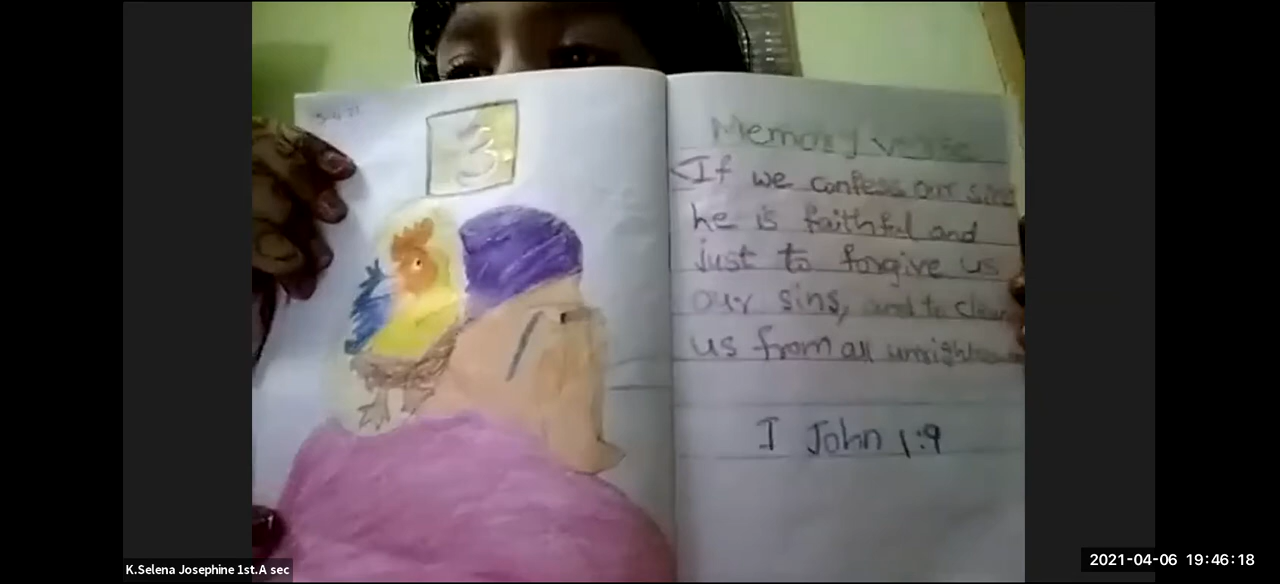 3
Memory verse
If we confess our sins
he is faithful and
just to forgive us
our sins, and to clean
us from all
I John 1:9
K.Selena Josephine 1st.A sec
2021-04-06 19:46:18